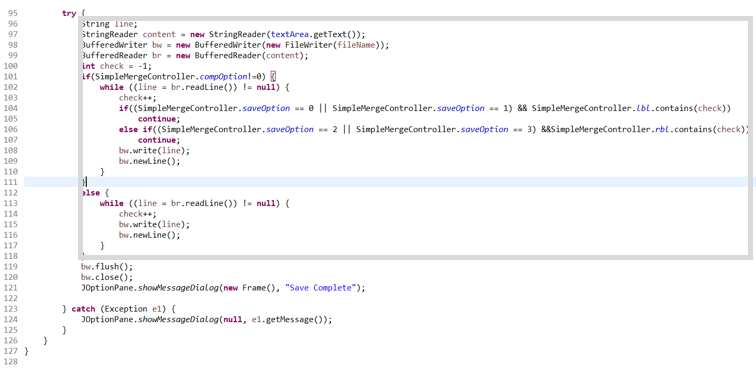 95 try {
96 String line;
97 StringReader content = new StringReader(textArea.getText());
98 BufferedWriter bw = new BufferedWriter(new FileWriter(fileName));
99 BufferedReader br = new BufferedReader(content);
100 int check = -1;
101 if(SimpleMergeController.compOption!=0) {
102 while ((line = br.readLine()) != null) {
103 check++;
104 if((SimpleMergeController.saveOption == 0 || SimpleMergeController.saveOption == 1) && SimpleMergeController.lbl.contains(check))
105 continue;
106 else if((SimpleMergeController.saveOption == 2 || SimpleMergeController.saveOption == 3) &&SimpleMergeController.rbl.contains(check))
107 continue;
108 bw.write(line);
109 bw.newLine();
110 }
111 }
112 else {
113 while ((line = br.readLine()) != null) {
114 check++;
115 bw.write(line);
116 bw.newLine();
117 }
118 }
119 bw.flush();
120 bw.close();
121 JOptionPane.showMessageDialog(new Frame(), "Save Complete");
122
123 } catch (Exception e1) {
124 JOptionPane.showMessageDialog(null, e1.getMessage());
125 }
126 }
127 }
128